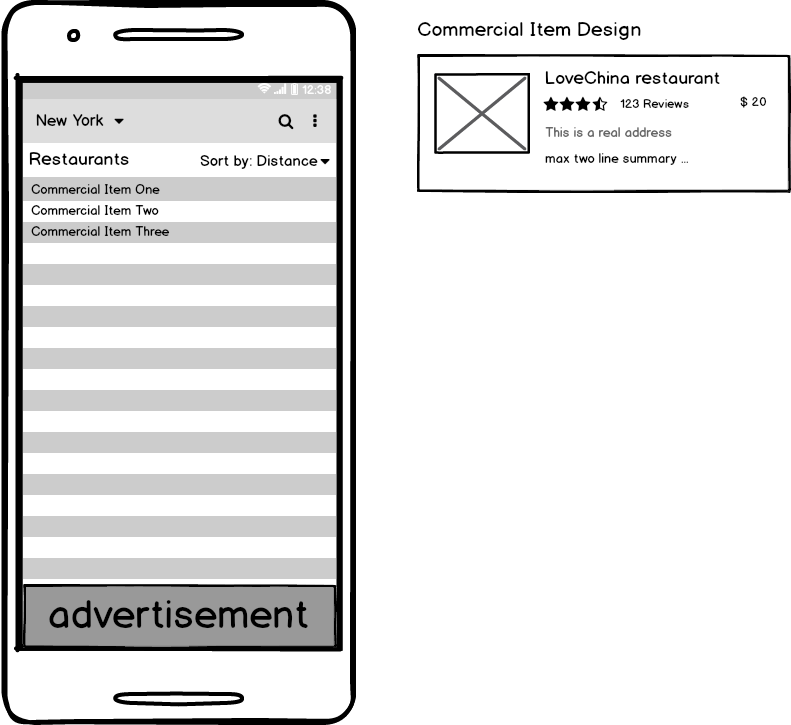 12:38
New York
Restaurants
Sort by: Distance
Commercial Item One
Commercial Item Two
Commercial Item Three
advertisement
Commercial Item Design
LoveChina restaurant
123 Reviews
$ 20
This is a real address
max two line summary ...